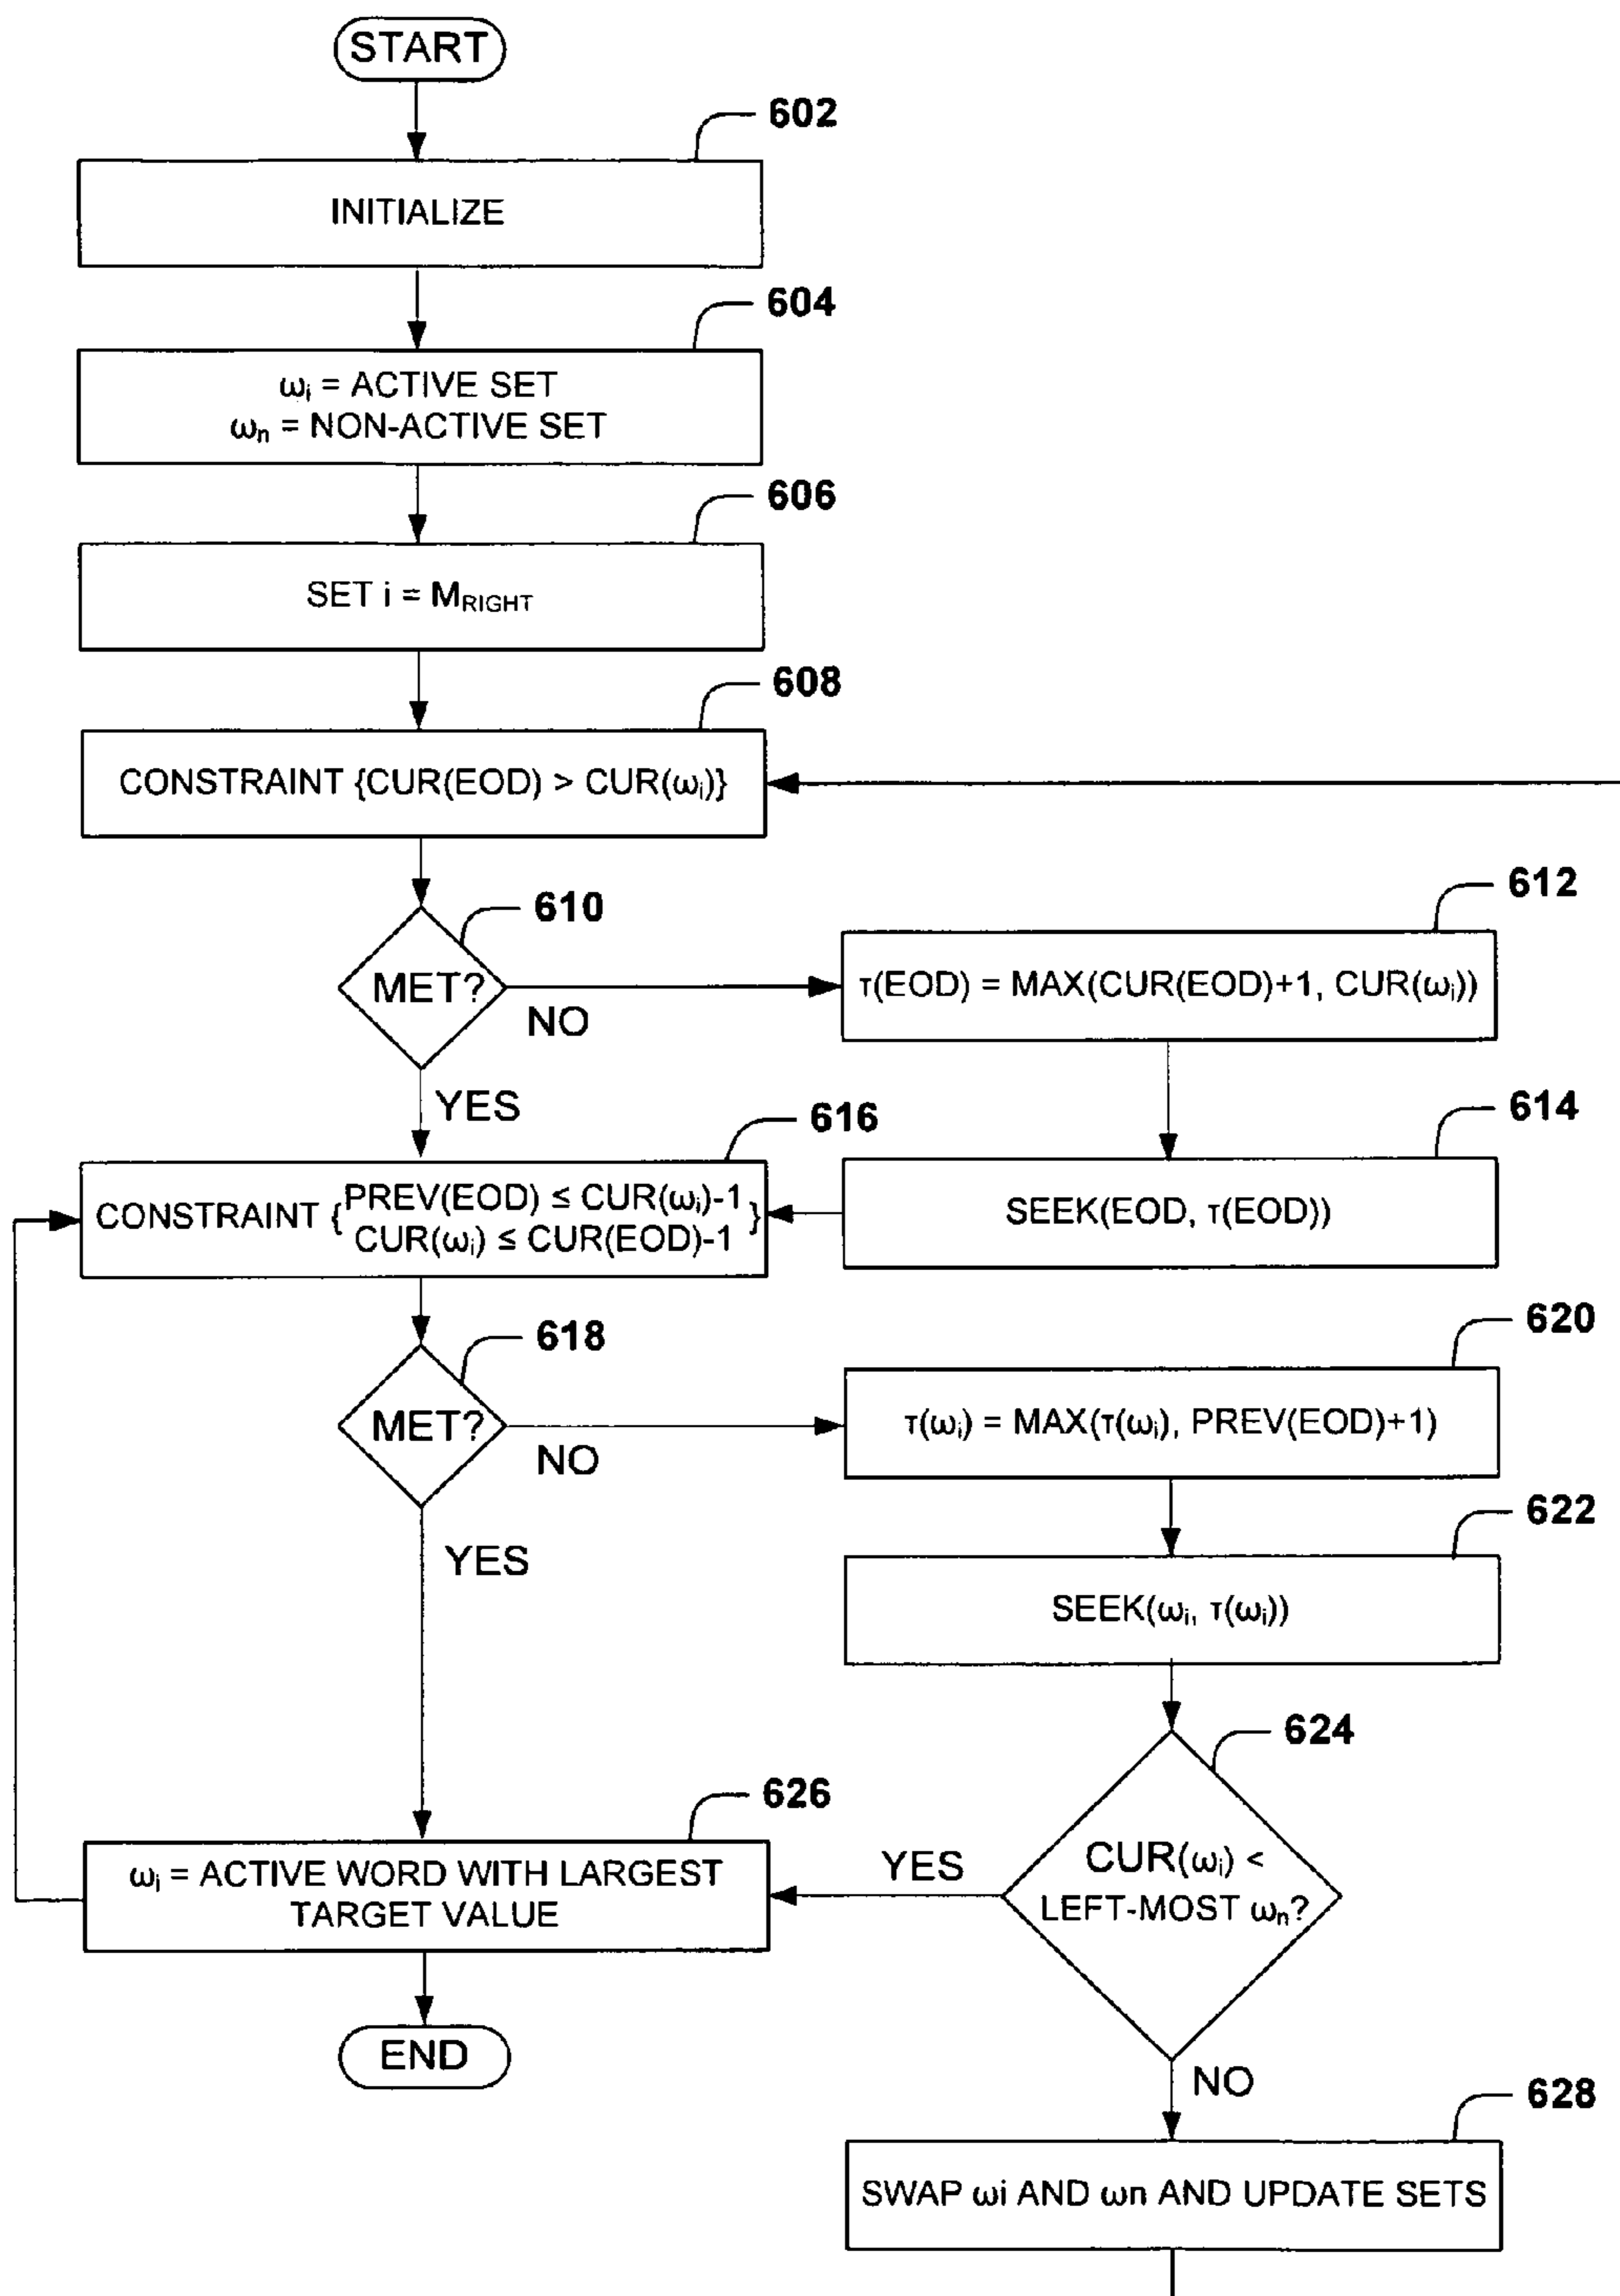 START
602
INITIALIZE
604
ωi = ACTIVE SET
ωn = NON-ACTIVE SET
606
SET i = MRIGHT
608
CONSTRAINT {CUR(EOD) > CUR(ωi)}
610
MET?
NO
YES
612
τ(EOD) = MAX(CUR(EOD)+1, CUR(ωi))
614
SEEK(EOD, τ(EOD))
616
CONSTRAINT {PREV(EOD) ≤ CUR(ωi)-1
CUR(ωi) ≤ CUR(EOD)-1}
618
MET?
NO
YES
620
τ(ωi) = MAX(τ(ωi), PREV(EOD)+1)
622
SEEK(ωi, τ(ωi))
624
CUR(ωi) <
LEFT-MOST ωn?
YES
NO
626
ωi = ACTIVE WORD WITH LARGEST
TARGET VALUE
END
628
SWAP ωi AND ωn AND UPDATE SETS